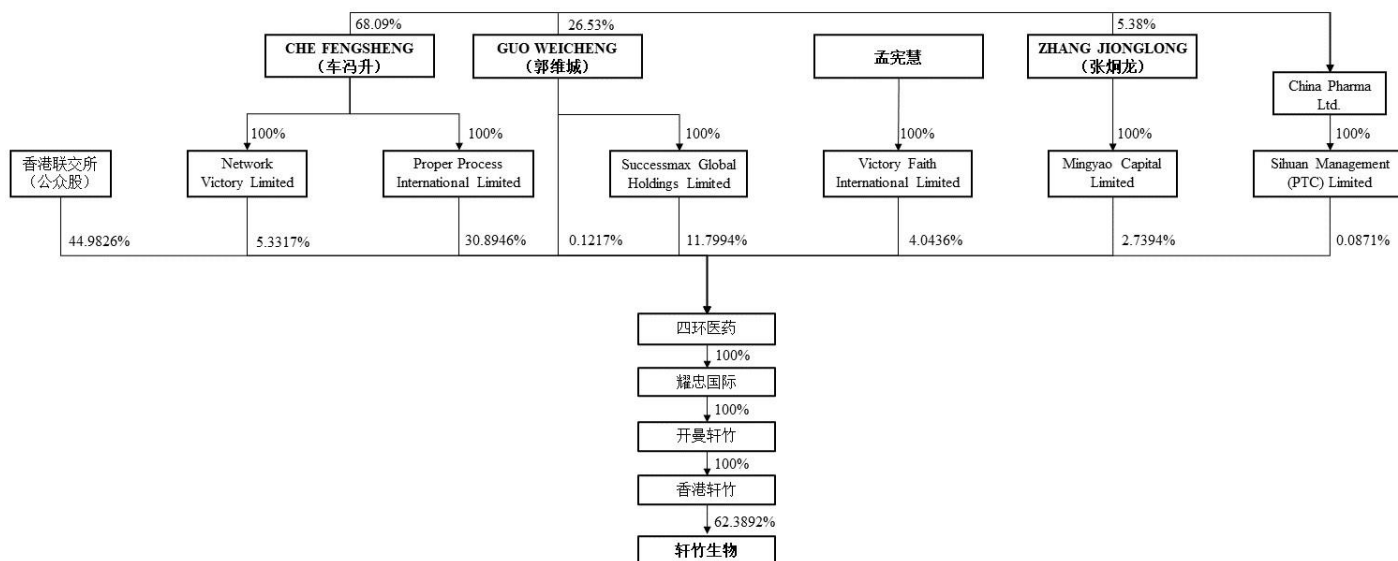 68.09%
26.53%
5.38%
CHE FENGSHENG
（车冯升）
GUO WEICHENG
（郭维城）
孟宪慧
ZHANG JIONGLONG
（张炯龙）
China Pharma
Ltd.
100%
100%
100%
100%
100%
100%
香港联交所
（公众股）
Network
Victory Limited
Proper Process
International Limited
Successmax Global
Holdings Limited
Victory Faith
International Limited
Mingyao Capital
Limited
Sihuan Management
(PTC) Limited
44.9826%
5.3317%
30.8946%
0.1217%
11.7994%
4.0436%
2.7394%
0.0871%
四环医药
100%
耀忠国际
100%
开曼轩竹
100%
香港轩竹
62.3892%
轩竹生物